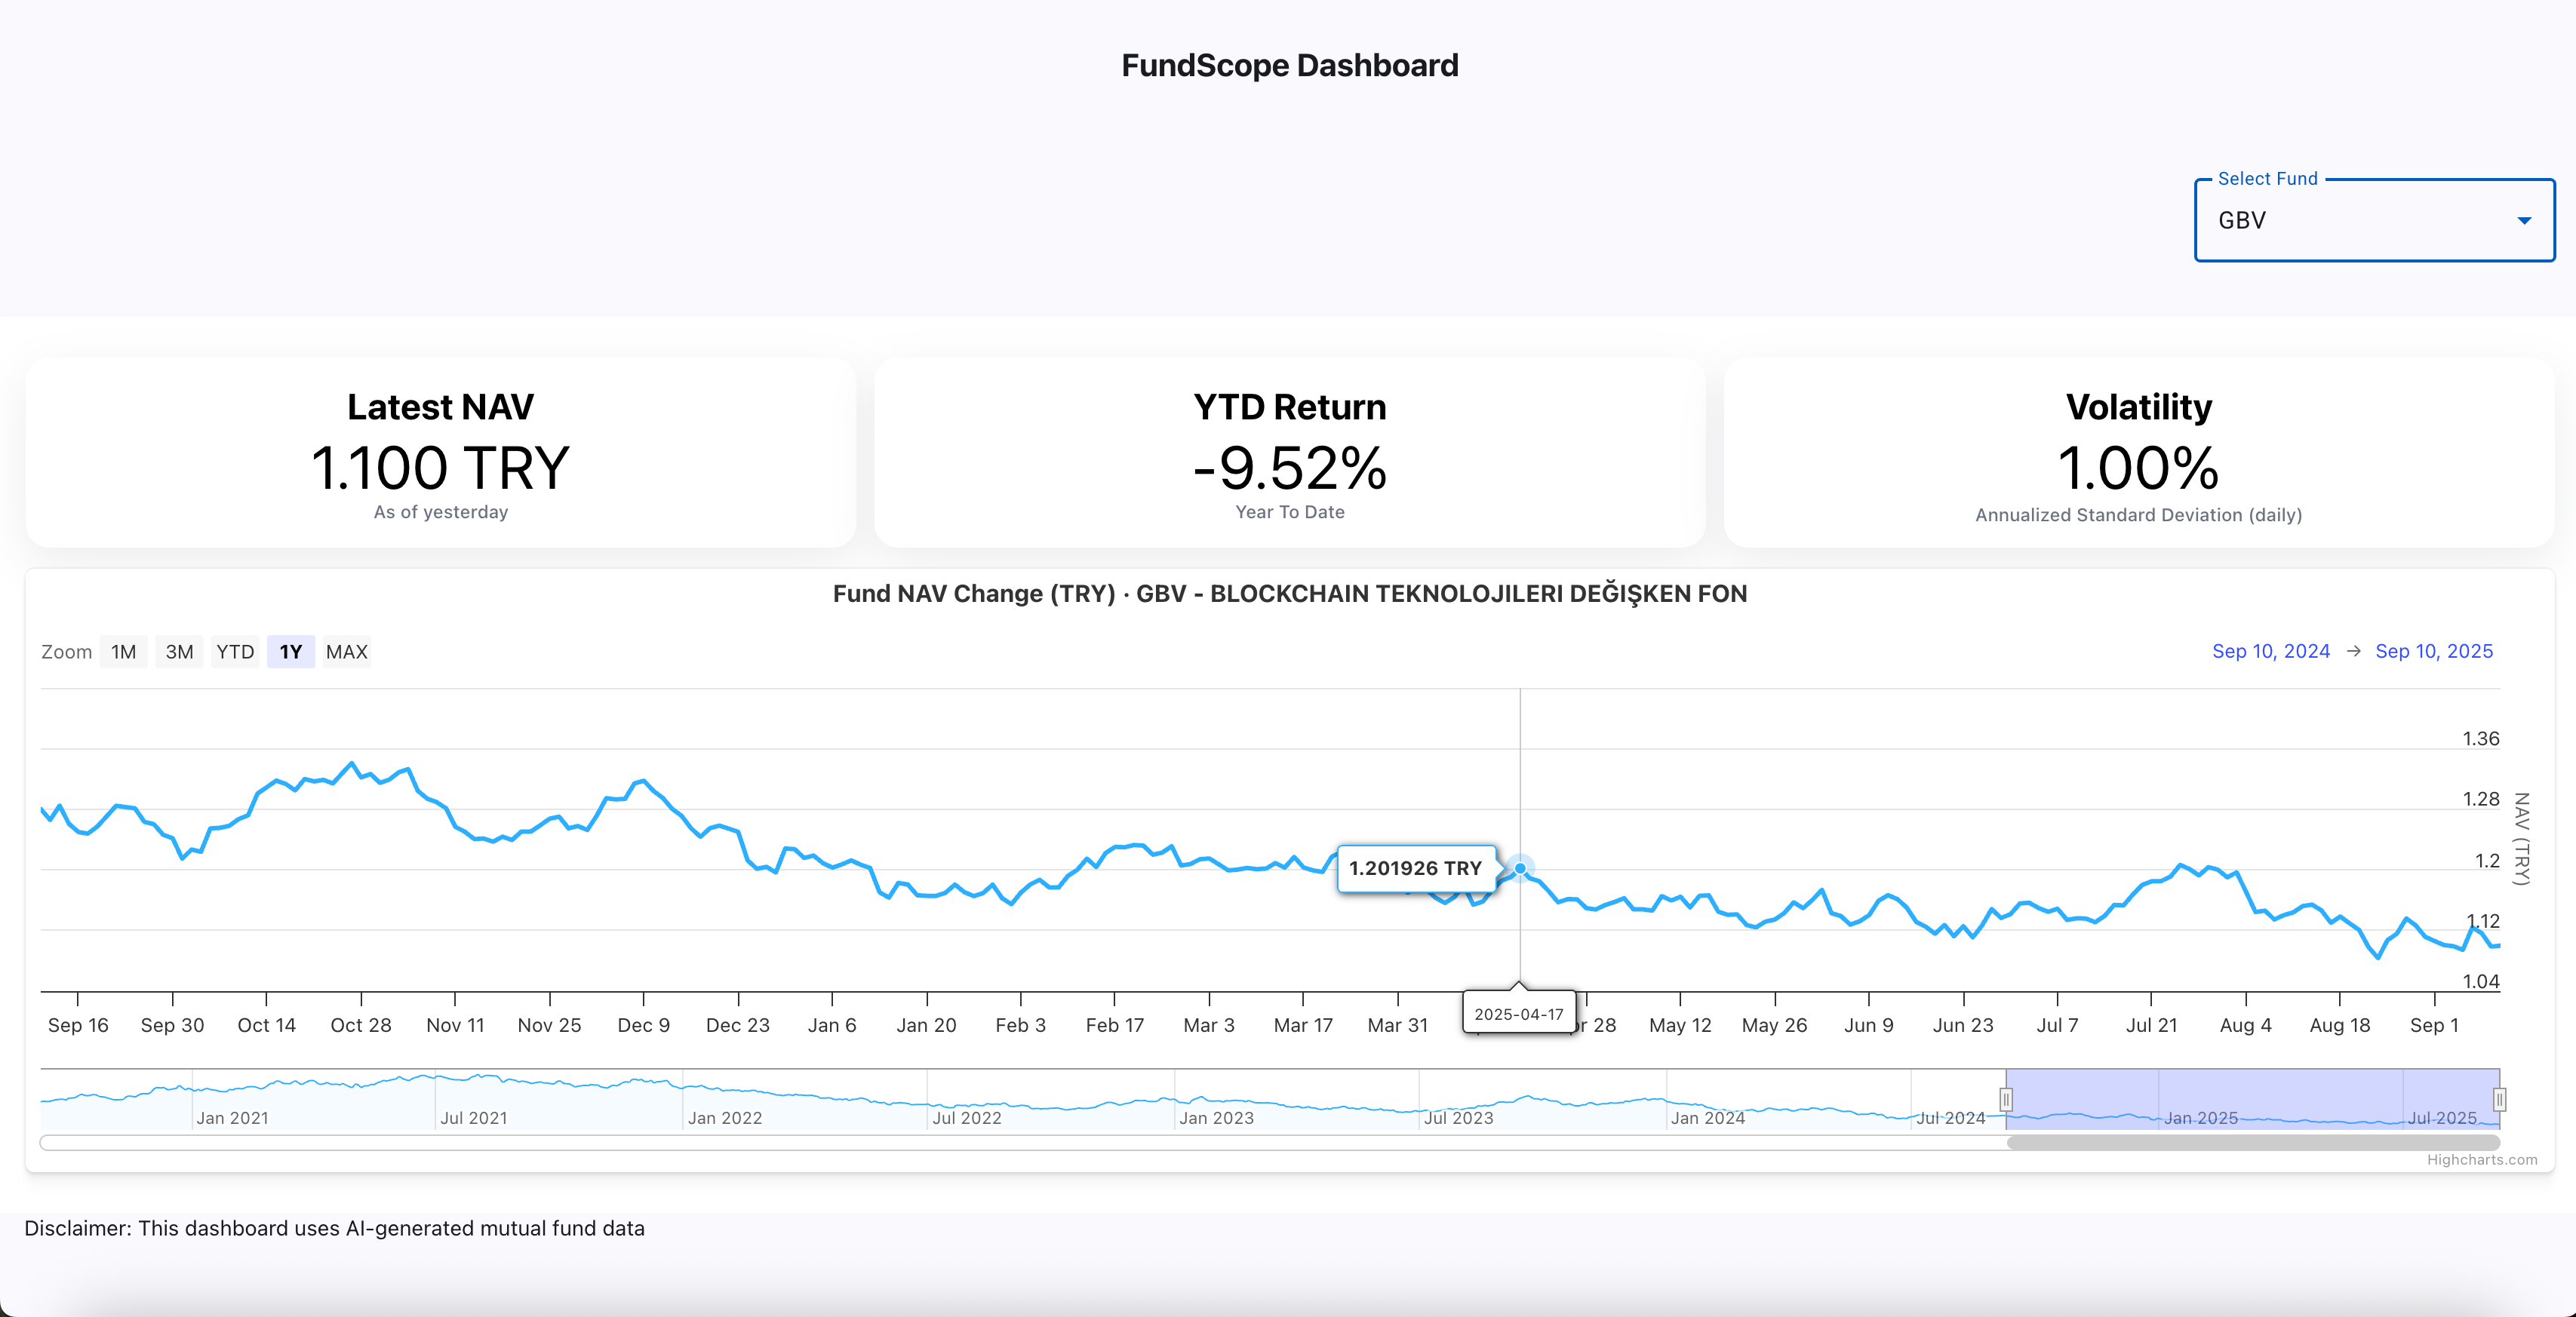 FundScope Dashboard
Select Fund
GBV
Latest NAV
1.100 TRY
As of yesterday
YTD Return
-9.52%
Year To Date
Volatility
1.00%
Annualized Standard Deviation (daily)
Fund NAV Change (TRY) · GBV - BLOCKCHAIN TEKNOLOJILERI DEĞIŞKEN FON
Zoom 1M 3M YTD 1Y MAX
Sep 10, 2024 → Sep 10, 2025
1.36
1.28
1.2
1.12
1.04
NAV (TRY)
1.201926 TRY
2025-04-17
Sep 16 Sep 30 Oct 14 Oct 28 Nov 11 Nov 25 Dec 9 Dec 23 Jan 6 Jan 20 Feb 3 Feb 17 Mar 3 Mar 17 Mar 31 r 28 May 12 May 26 Jun 9 Jun 23 Jul 7 Jul 21 Aug 4 Aug 18 Sep 1
Jan 2021 Jul 2021 Jan 2022 Jul 2022 Jan 2023 Jul 2023 Jan 2024 Jul 2024 Jan 2025 Jul 2025
Highcharts.com
Disclaimer: This dashboard uses AI-generated mutual fund data